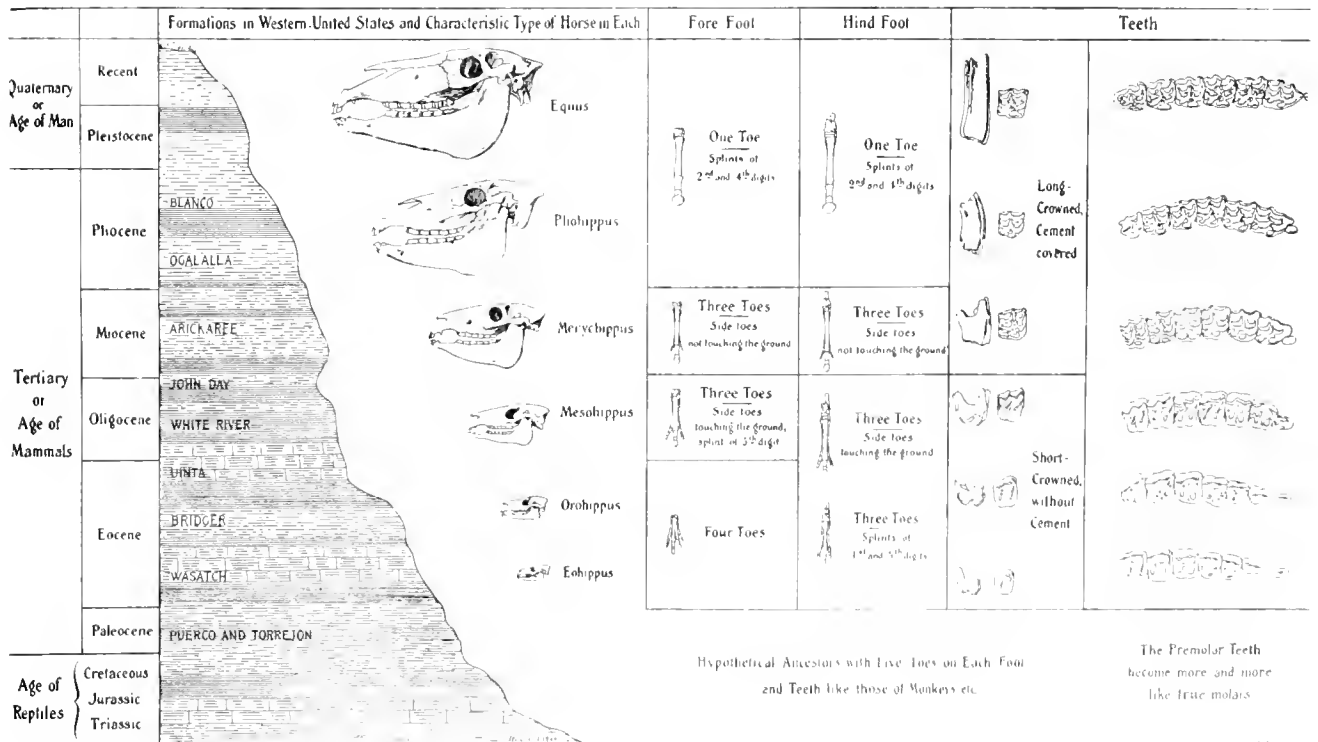 Formations in Western United States and Characteristic Type of Horse in Each
Fore Foot
Hind Foot
Teeth
Quaternary
or
Age of Man
Recent
Pleistocene
Tertiary
or
Age of
Mammals
Pliocene
Miocene
Oligocene
Eocene
Paleocene
Age of
Reptiles
Cretaceous
Jurassic
Triassic
BLANCO
OGALALLA
ARICKAREE
JOHN DAY
WHITE RIVER
UINTA
BRIDGER
WASATCH
PUERCO AND TORREJON
Equus
Pliohippus
Merychippus
Mesohippus
Orohippus
Eohippus
One Toe
Splints of
2nd and 4th digits
Three Toes
Side toes
not touching the ground
Three Toes
Side toes
touching the ground,
splint of 5th digit
Four Toes
One Toe
Splints of
2nd and 4th digits
Three Toes
Side toes
not touching the ground
Three Toes
Side toes
touching the ground
Three Toes
Splints of
1st and 5th digits
Long-
Crowned,
Cement
covered
Short-
Crowned,
without
Cement
Hypothetical Ancestors with Five Toes on Each Foot
and Teeth like those of Monkeys etc.
The Premolar Teeth
become more and more
like true molars